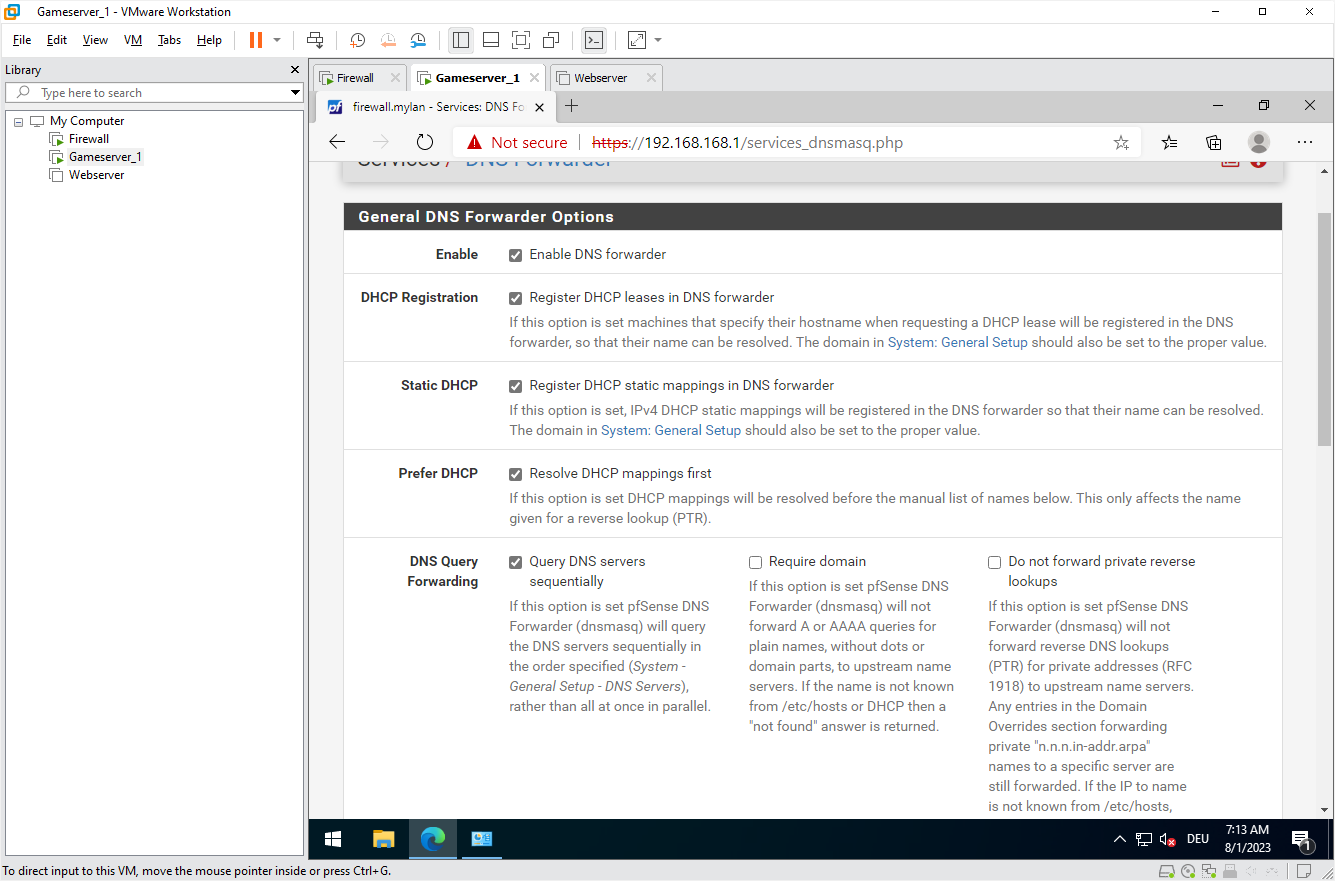 Gameserver_1 - VMware Workstation
File Edit View VM Tabs Help
Library
Type here to search
My Computer
Firewall
Gameserver_1
Webserver
Firewall Gameserver_1 Webserver
firewall.mylan - Services: DNS Fo
Not secure https://192.168.168.1/services_dnsmasq.php
Services / DNS Forwarder
General DNS Forwarder Options
Enable Enable DNS forwarder
DHCP Registration Register DHCP leases in DNS forwarder
If this option is set machines that specify their hostname when requesting a DHCP lease will be registered in the DNS
forwarder, so that their name can be resolved. The domain in System: General Setup should also be set to the proper value.
Static DHCP Register DHCP static mappings in DNS forwarder
If this option is set, IPv4 DHCP static mappings will be registered in the DNS forwarder so that their name can be resolved.
The domain in System: General Setup should also be set to the proper value.
Prefer DHCP Resolve DHCP mappings first
If this option is set DHCP mappings will be resolved before the manual list of names below. This only affects the name
given for a reverse lookup (PTR).
DNS Query
Forwarding
Query DNS servers
sequentially
If this option is set pfSense DNS
Forwarder (dnsmasq) will query
the DNS servers sequentially in
the order specified (System -
General Setup - DNS Servers),
rather than all at once in parallel.
Require domain
If this option is set pfSense DNS
Forwarder (dnsmasq) will not
forward A or AAAA queries for
plain names, without dots or
domain parts, to upstream name
servers. If the name is not known
from /etc/hosts or DHCP then a
"not found" answer is returned.
Do not forward private reverse
lookups
If this option is set pfSense DNS
Forwarder (dnsmasq) will not
forward reverse DNS lookups
(PTR) for private addresses (RFC
1918) to upstream name servers.
Any entries in the Domain
Overrides section forwarding
private "n.n.n.in-addr.arpa"
names to a specific server are
still forwarded. If the IP to name
is not known from /etc/hosts,
DEU
7:13 AM
8/1/2023
1
To direct input to this VM, move the mouse pointer inside or press Ctrl+G.